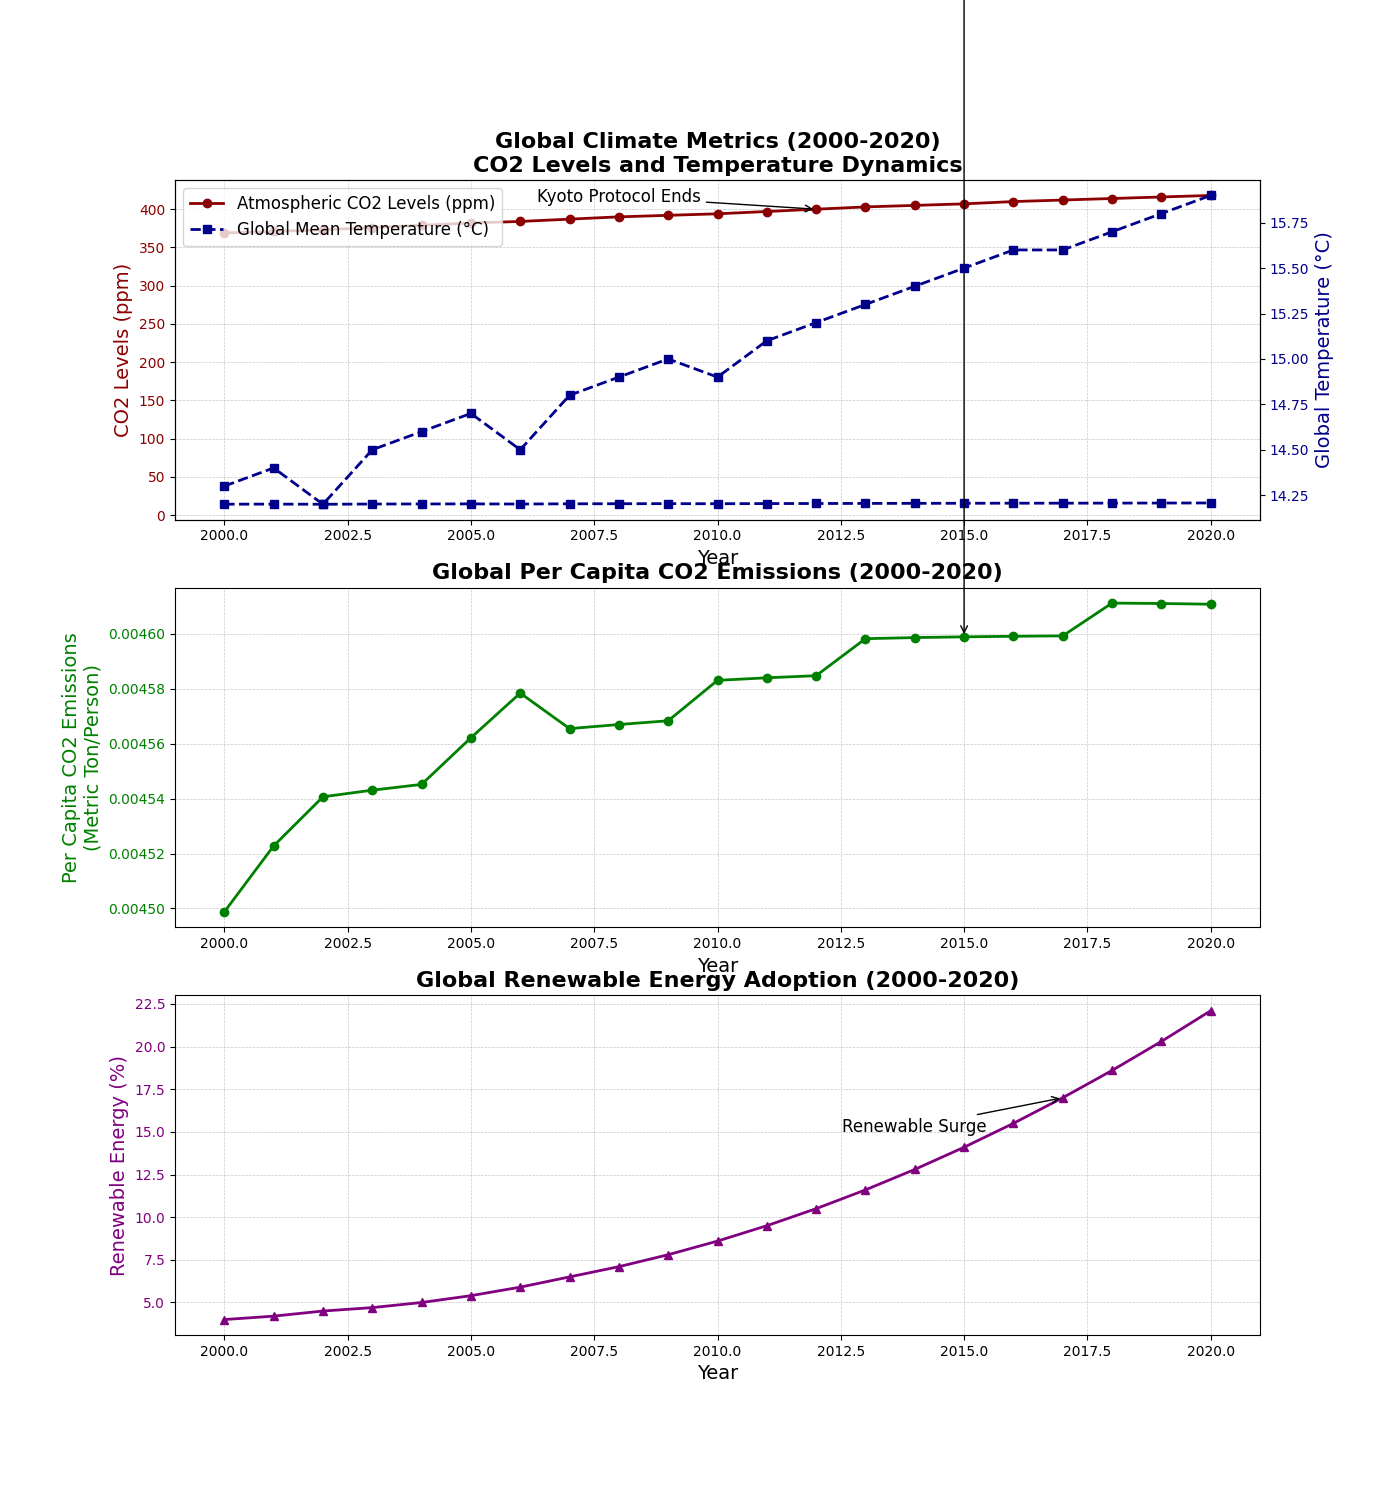 Global Climate Metrics (2000-2020)
CO2 Levels and Temperature Dynamics
Atmospheric CO2 Levels (ppm)
Global Mean Temperature (°C)
Kyoto Protocol Ends
CO2 Levels (ppm)
400
350
300
250
200
150
100
50
0
Global Temperature (°C)
15.75
15.50
15.25
15.00
14.75
14.50
14.25
2000.0 2002.5 2005.0 2007.5 2010.0 2012.5 2015.0 2017.5 2020.0
Year
Global Per Capita CO2 Emissions (2000-2020)
Per Capita CO2 Emissions
(Metric Ton/Person)
0.00460
0.00458
0.00456
0.00454
0.00452
0.00450
2000.0 2002.5 2005.0 2007.5 2010.0 2012.5 2015.0 2017.5 2020.0
Year
Global Renewable Energy Adoption (2000-2020)
Renewable Energy (%)
22.5
20.0
17.5
15.0
12.5
10.0
7.5
5.0
Renewable Surge
2000.0 2002.5 2005.0 2007.5 2010.0 2012.5 2015.0 2017.5 2020.0
Year